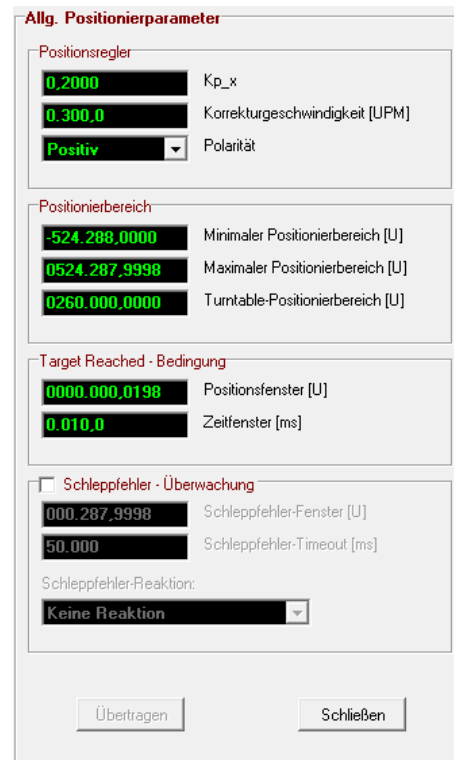 Allg. Positionierparameter
Positionsregler
0,2000 Kp_x
0.300,0 Korrekturgeschwindigkeit [UPM]
Positiv Polarität
Positionierbereich
-524.288,0000 Minimaler Positionierbereich [U]
0524.287,9998 Maximaler Positionierbereich [U]
0260.000,0000 Turntable-Positionierbereich [U]
Target Reached - Bedingung
0000.000,0198 Positionsfenster [U]
0.010,0 Zeitfenster [ms]
Schleppfehler - Überwachung
000.287,9998 Schleppfehler-Fenster [U]
50.000 Schleppfehler-Timeout [ms]
Schleppfehler-Reaktion:
Keine Reaktion
Übertragen Schließen